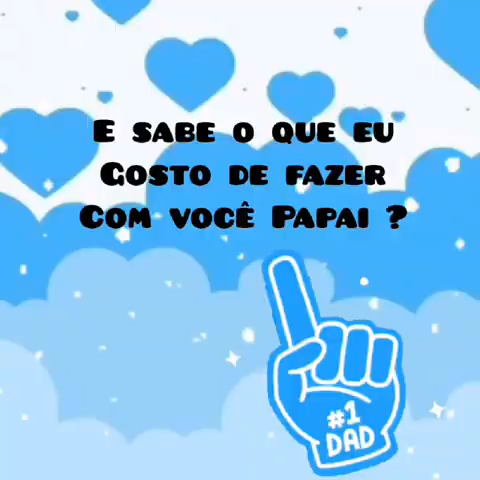 E SABE O QUE EU
GOSTO DE FAZER
COM VOCÊ PAPAI ?
#1
DAD